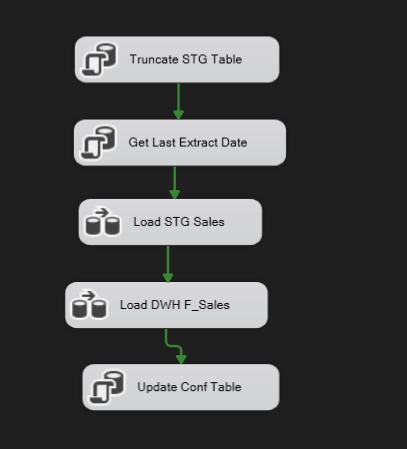 Truncate STG Table
Get Last Extract Date
Load STG Sales
Load DWH F_Sales
Update Conf Table